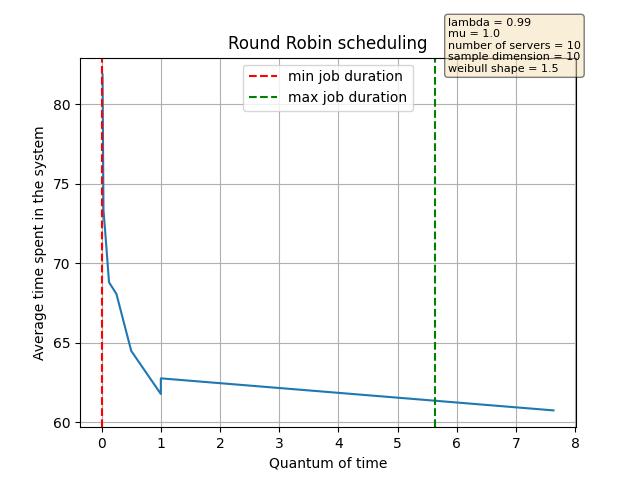 lambda = 0.99
mu = 1.0
number of servers = 10
sample dimension = 10
weibull shape = 1.5
Round Robin scheduling
min job duration
max job duration
Average time spent in the system
80
75
70
65
60
0 1 2 3 4 5 6 7 8
Quantum of time